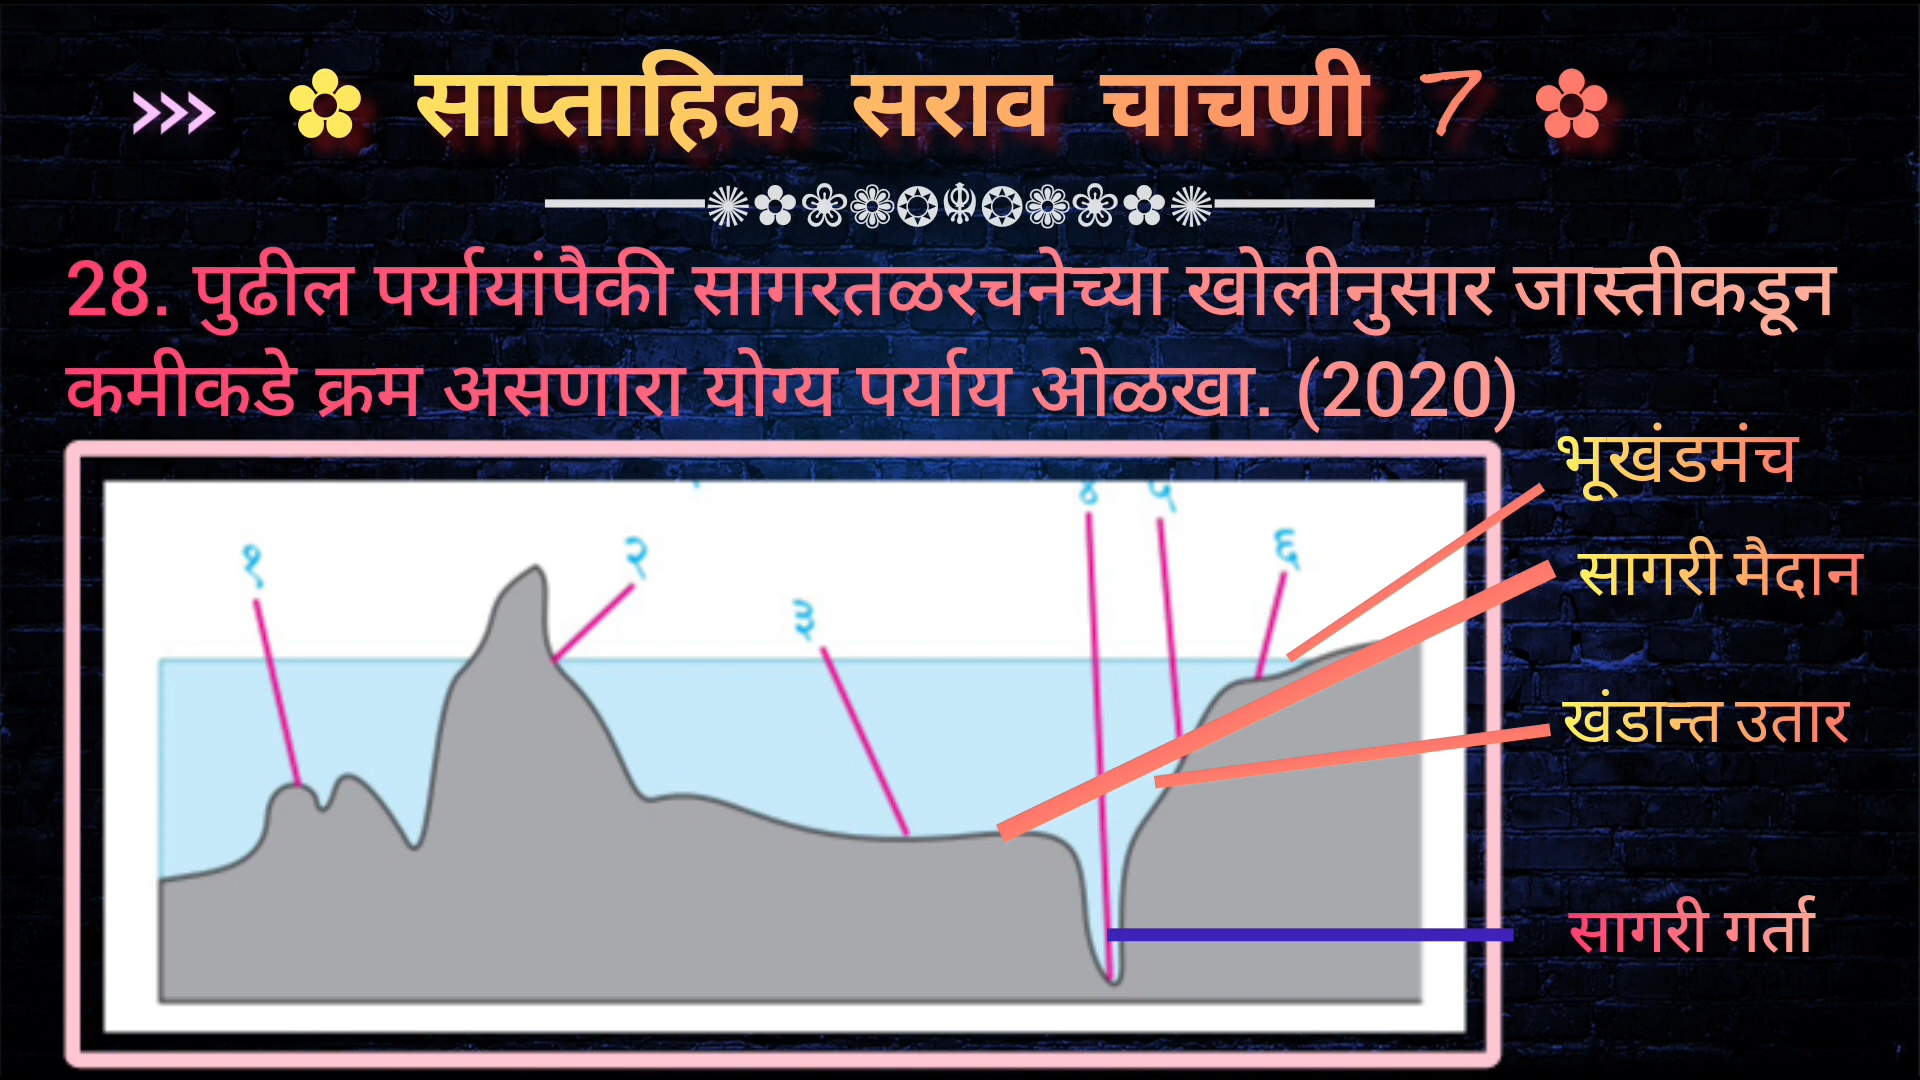 >>> ✿ साप्ताहिक सराव चाचणी 7 ✿
28. पुढील पर्यायांपैकी सागरतळरचनेच्या खोलीनुसार जास्तीकडून
कमीकडे क्रम असणारा योग्य पर्याय ओळखा. (2020)
भूखंडमंच
४ ५
१ २ ६
सागरी मैदान
३
खंडान्त उतार
सागरी गर्ता